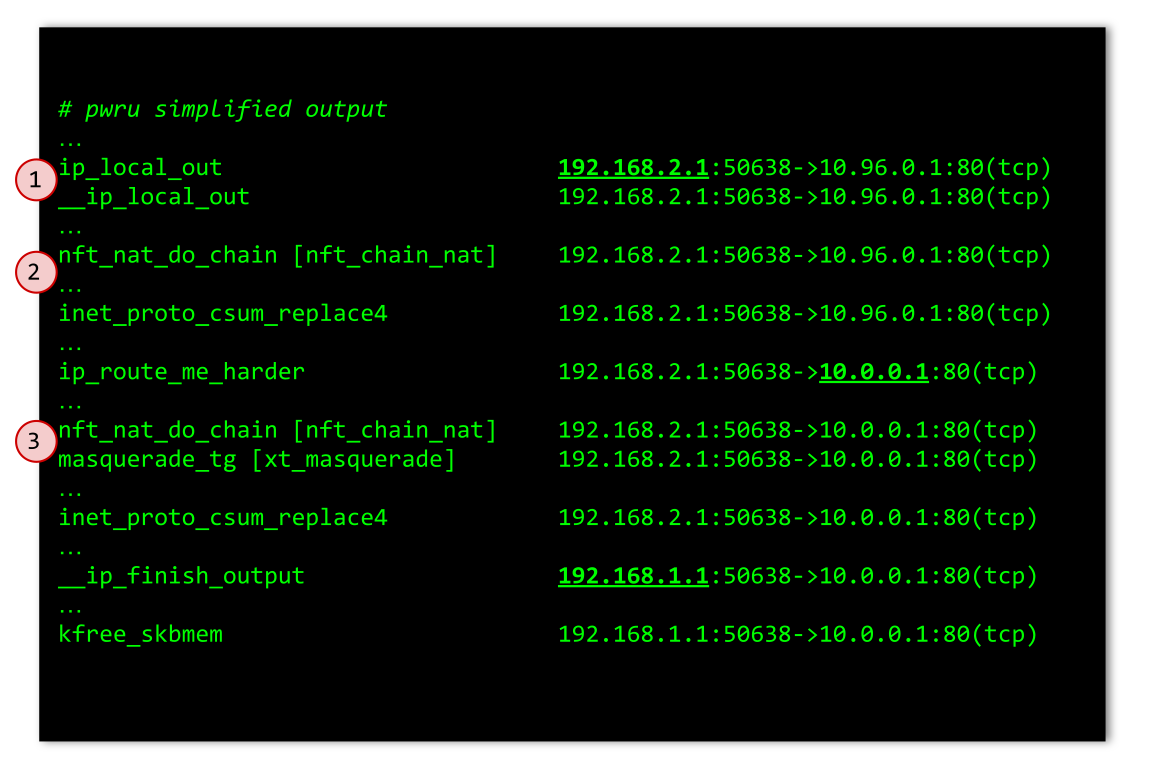 # pwru simplified output
…
1
ip_local_out 192.168.2.1:50638->10.96.0.1:80(tcp)
__ip_local_out 192.168.2.1:50638->10.96.0.1:80(tcp)
…
nft_nat_do_chain [nft_chain_nat] 192.168.2.1:50638->10.96.0.1:80(tcp)
2
…
inet_proto_csum_replace4 192.168.2.1:50638->10.96.0.1:80(tcp)
…
ip_route_me_harder 192.168.2.1:50638->10.0.0.1:80(tcp)
…
3
nft_nat_do_chain [nft_chain_nat] 192.168.2.1:50638->10.0.0.1:80(tcp)
masquerade_tg [xt_masquerade] 192.168.2.1:50638->10.0.0.1:80(tcp)
…
inet_proto_csum_replace4 192.168.2.1:50638->10.0.0.1:80(tcp)
…
__ip_finish_output 192.168.1.1:50638->10.0.0.1:80(tcp)
…
kfree_skbmem 192.168.1.1:50638->10.0.0.1:80(tcp)